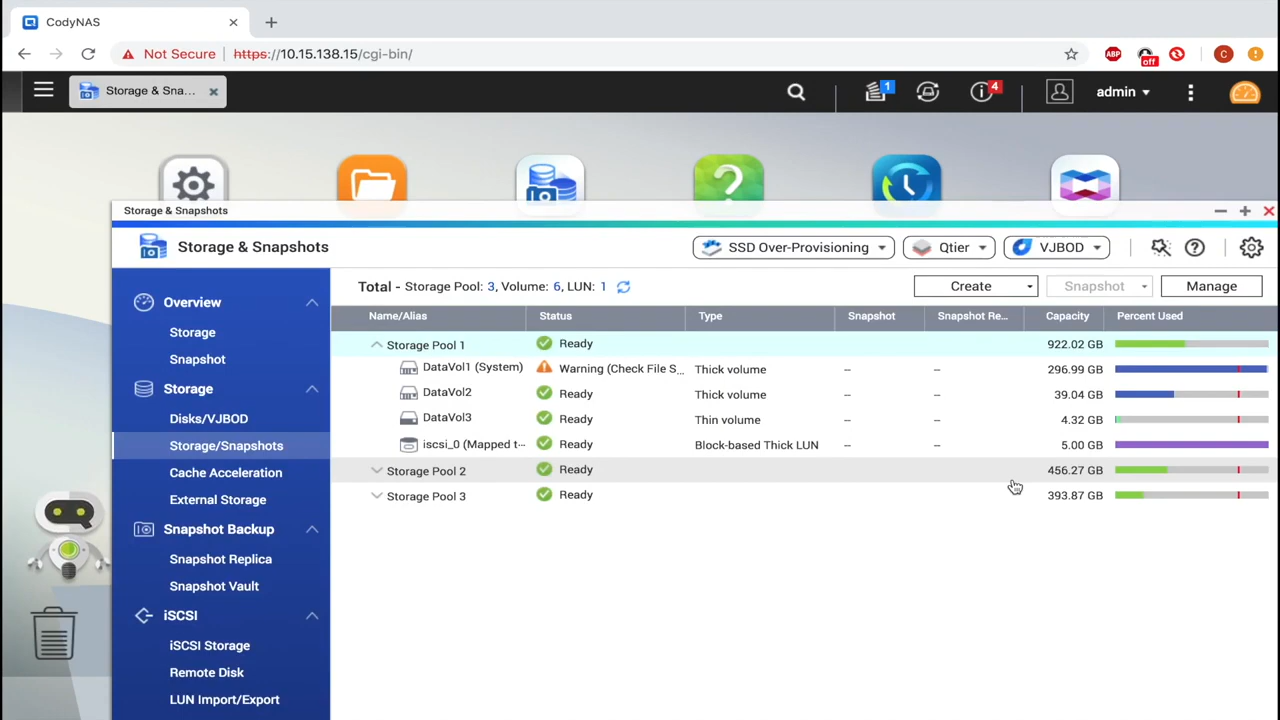 CodyNAS
Not Secure https://10.15.138.15/cgi-bin/
ABP off C
Storage & Sna...
1 4 admin
Storage & Snapshots
Storage & Snapshots
SSD Over-Provisioning Qtier VJBOD
Overview
Storage
Snapshot
Storage
Disks/VJBOD
Storage/Snapshots
Cache Acceleration
External Storage
Snapshot Backup
Snapshot Replica
Snapshot Vault
iSCSI
iSCSI Storage
Remote Disk
LUN Import/Export
Total - Storage Pool: 3, Volume: 6, LUN: 1
Create Snapshot Manage
Name/Alias Status Type Snapshot Snapshot Re... Capacity Percent Used
Storage Pool 1 Ready 922.02 GB
DataVol1 (System) Warning (Check File S... Thick volume -- -- 296.99 GB
DataVol2 Ready Thick volume -- -- 39.04 GB
DataVol3 Ready Thin volume -- -- 4.32 GB
iscsi_0 (Mapped t... Ready Block-based Thick LUN -- -- 5.00 GB
Storage Pool 2 Ready 456.27 GB
Storage Pool 3 Ready 393.87 GB